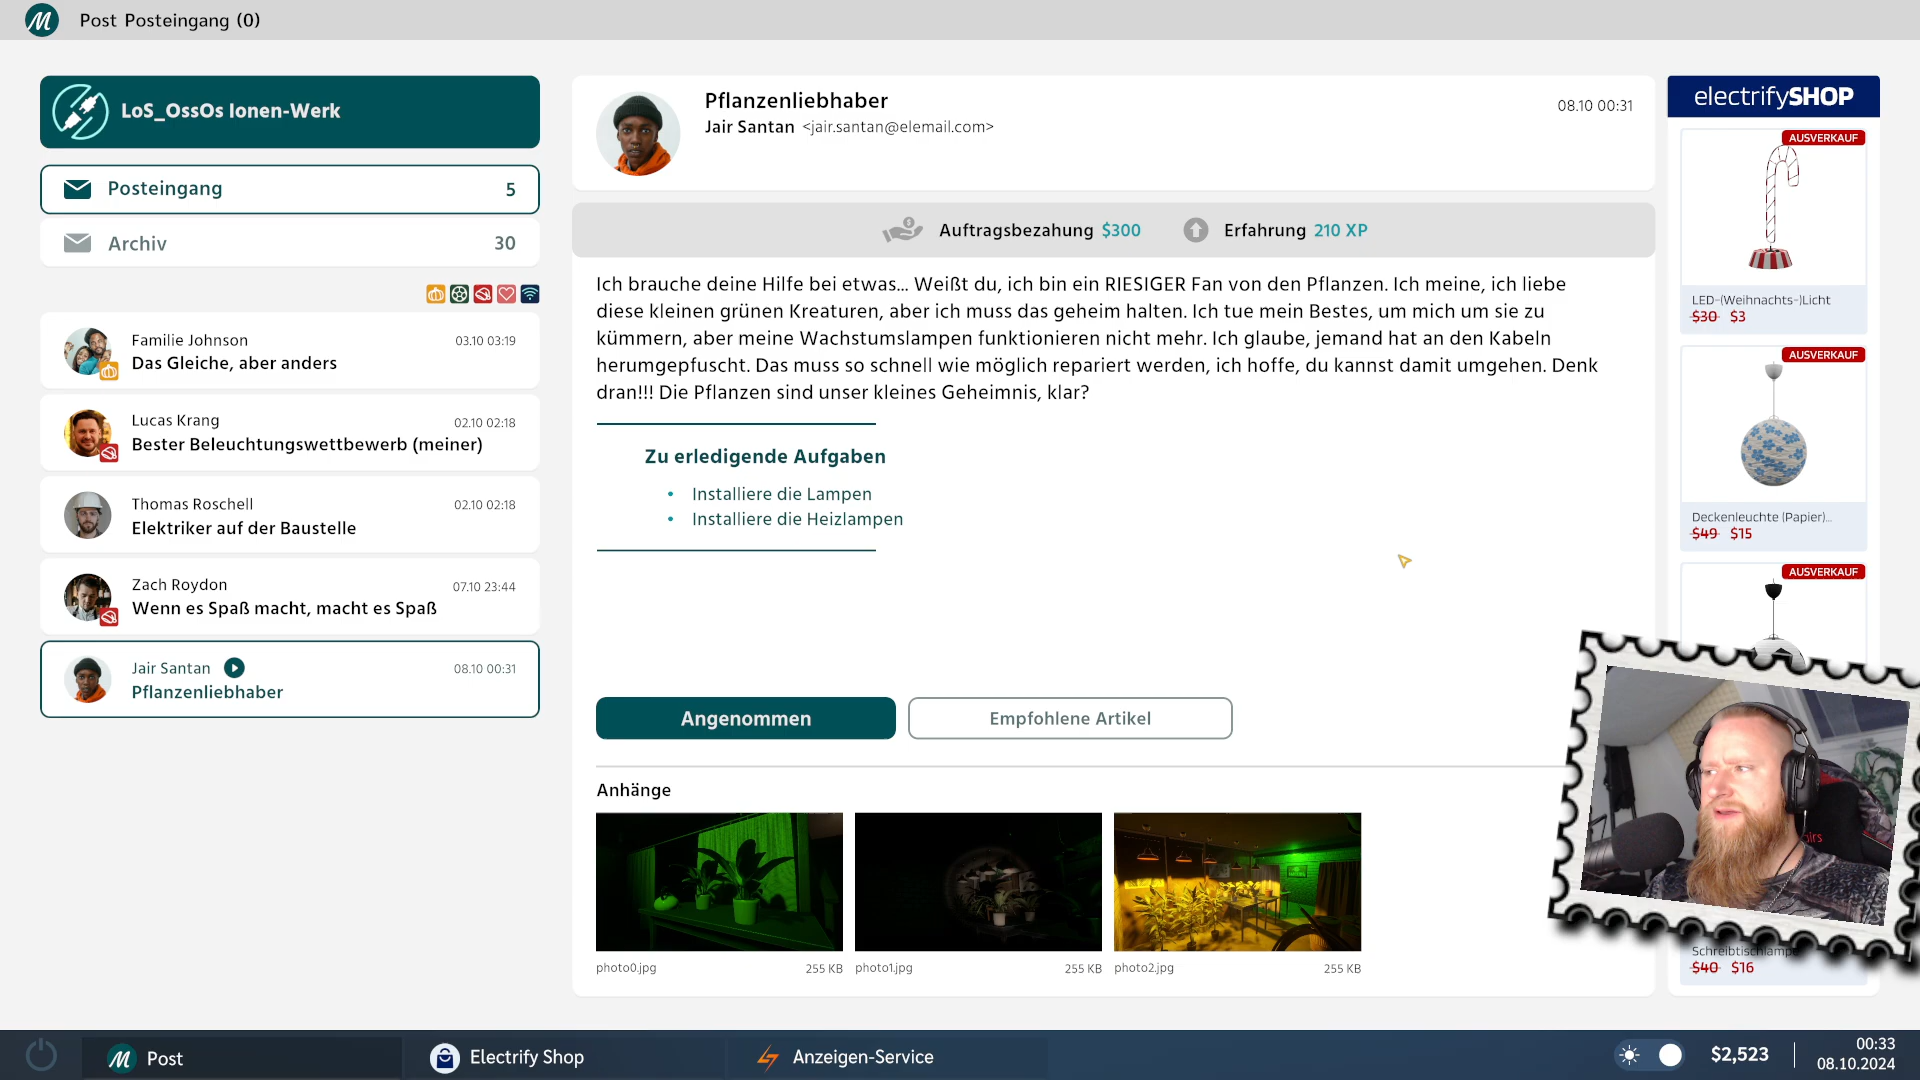 Post Posteingang (0)
LoS_OssOs Ionen-Werk
Posteingang 5
Archiv 30
Familie Johnson 03.10 03:19
Das Gleiche, aber anders
Lucas Krang 02.10 02:18
Bester Beleuchtungswettbewerb (meiner)
Thomas Roschell 02.10 02:18
Elektriker auf der Baustelle
Zach Roydon 07.10 23:44
Wenn es Spaß macht, macht es Spaß
Jair Santan 08.10 00:31
Pflanzenliebhaber
Pflanzenliebhaber 08.10 00:31
Jair Santan <jair.santan@elemail.com>
Auftragsbezahung $300 Erfahrung 210 XP
Ich brauche deine Hilfe bei etwas... Weißt du, ich bin ein RIESIGER Fan von den Pflanzen. Ich meine, ich liebe
diese kleinen grünen Kreaturen, aber ich muss das geheim halten. Ich tue mein Bestes, um mich um sie zu
kümmern, aber meine Wachstumslampen funktionieren nicht mehr. Ich glaube, jemand hat an den Kabeln
herumgepfuscht. Das muss so schnell wie möglich repariert werden, ich hoffe, du kannst damit umgehen. Denk
dran!!! Die Pflanzen sind unser kleines Geheimnis, klar?
Zu erledigende Aufgaben
• Installiere die Lampen
• Installiere die Heizlampen
Angenommen Empfohlene Artikel
Anhänge
photo0.jpg 255 KB photo1.jpg 255 KB photo2.jpg 255 KB
electrifySHOP
AUSVERKAUF
LED-(Weihnachts-)Licht
$30 $3
AUSVERKAUF
Deckenleuchte (Papier)...
$49 $15
AUSVERKAUF
Schreibtischlampe
$40 $16
Post Electrify Shop Anzeigen-Service $2,523 00:33
08.10.2024